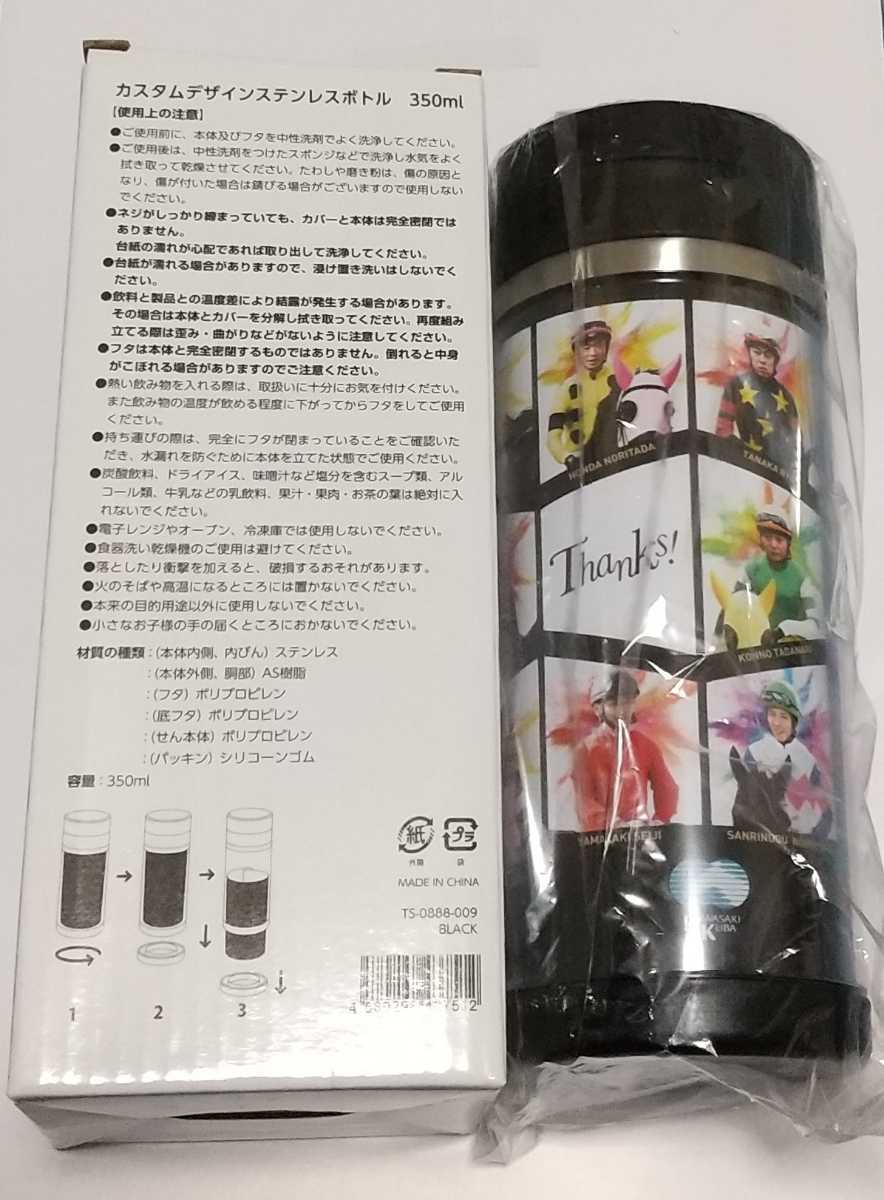 カスタムデザインステンレスボトル 350ml
【使用上の注意】
●ご使用前に、本体及びフタを中性洗剤でよく洗浄してください。
●ご使用後は、中性洗剤をつけたスポンジなどで洗浄し水気をよく
拭き取って乾燥させてください。たわしや磨き粉は、傷の原因と
なり、傷が付いた場合は錆びる場合がございますので使用しない
でください。
●ネジがしっかり締まっていても、カバーと本体は完全密閉では
ありません。
台紙の濡れが心配であれば取り出して洗浄してください。
●台紙が濡れる場合がありますので、浸け置き洗いはしないでく
ださい。
●飲料と製品との温度差により結露が発生する場合があります。
その場合は本体とカバーを分解し拭き取ってください。再度組み
立てる際は歪み・曲がりなどがないように注意してください。
●フタは本体と完全密閉するものではありません。倒れると中身
がこぼれる場合がありますのでご注意ください。
●熱い飲み物を入れる際は、取扱いに十分にお気を付けください。
また飲み物の温度が飲める程度に下がってからフタをしてご使用
ください。
●持ち運びの際は、完全にフタが閉まっていることをご確認いた
だき、水漏れを防ぐために本体を立てた状態でご使用ください。
●炭酸飲料、ドライアイス、味噌汁など塩分を含むスープ類、アル
コール類、牛乳などの乳飲料、果汁・果肉・お茶の葉は絶対に入
れないでください。
●電子レンジやオーブン、冷凍庫では使用しないでください。
●食器洗い乾燥機のご使用は避けてください。
●落としたり衝撃を加えると、破損するおそれがあります。
●火のそばや高温になるところには置かないでください。
●本来の目的用途以外に使用しないでください。
●小さなお子様の手の届くところにおかないでください。
材質の種類:(本体内側、内びん)ステンレス
:(本体外側、胴部)AS樹脂
:(フタ)ポリプロピレン
:(底フタ)ポリプロピレン
:(せん本体)ポリプロピレン
:(パッキン)シリコーンゴム
容量:350ml
1 2 3
紙 プラ
外箱 袋
MADE IN CHINA
TS-0888-009
BLACK
HONDA NORITADA
TANAKA
Thanks!
KONNO
SEIJI
SANRINOBU
KAWASAKI
KEIBA